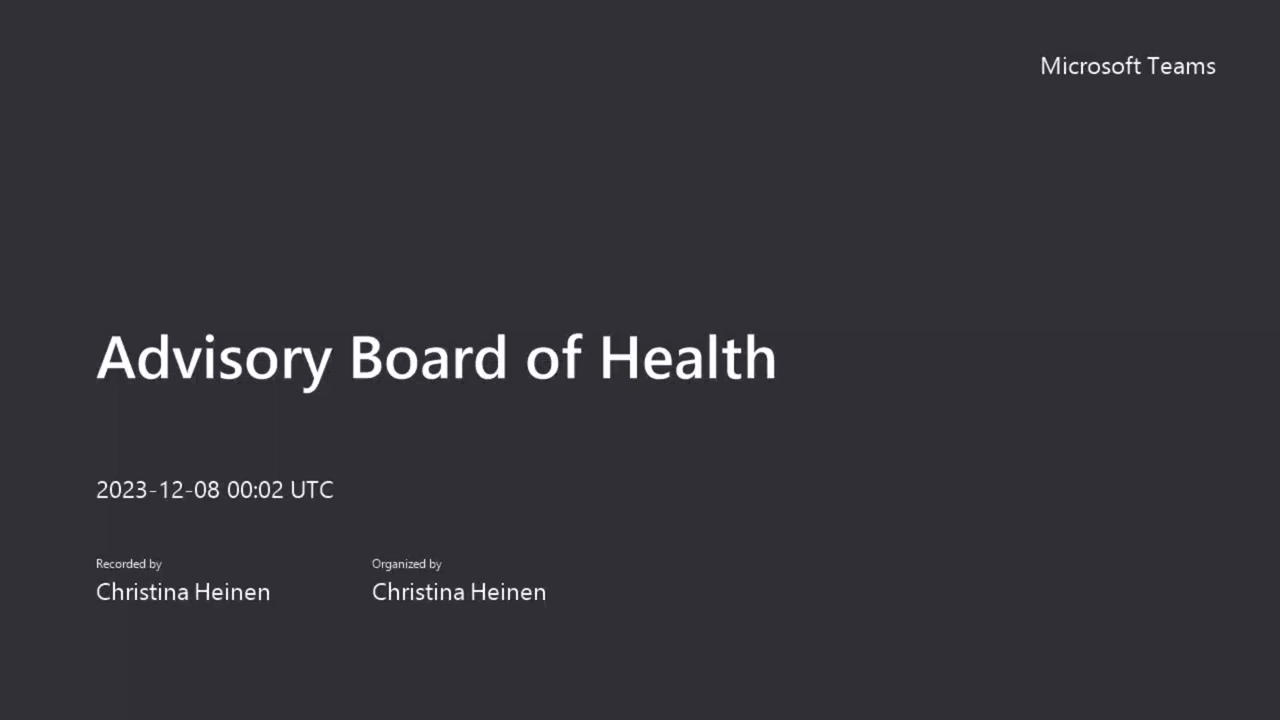 Microsoft Teams
Advisory Board of Health
2023-12-08 00:02 UTC
Recorded by
Christina Heinen
Organized by
Christina Heinen